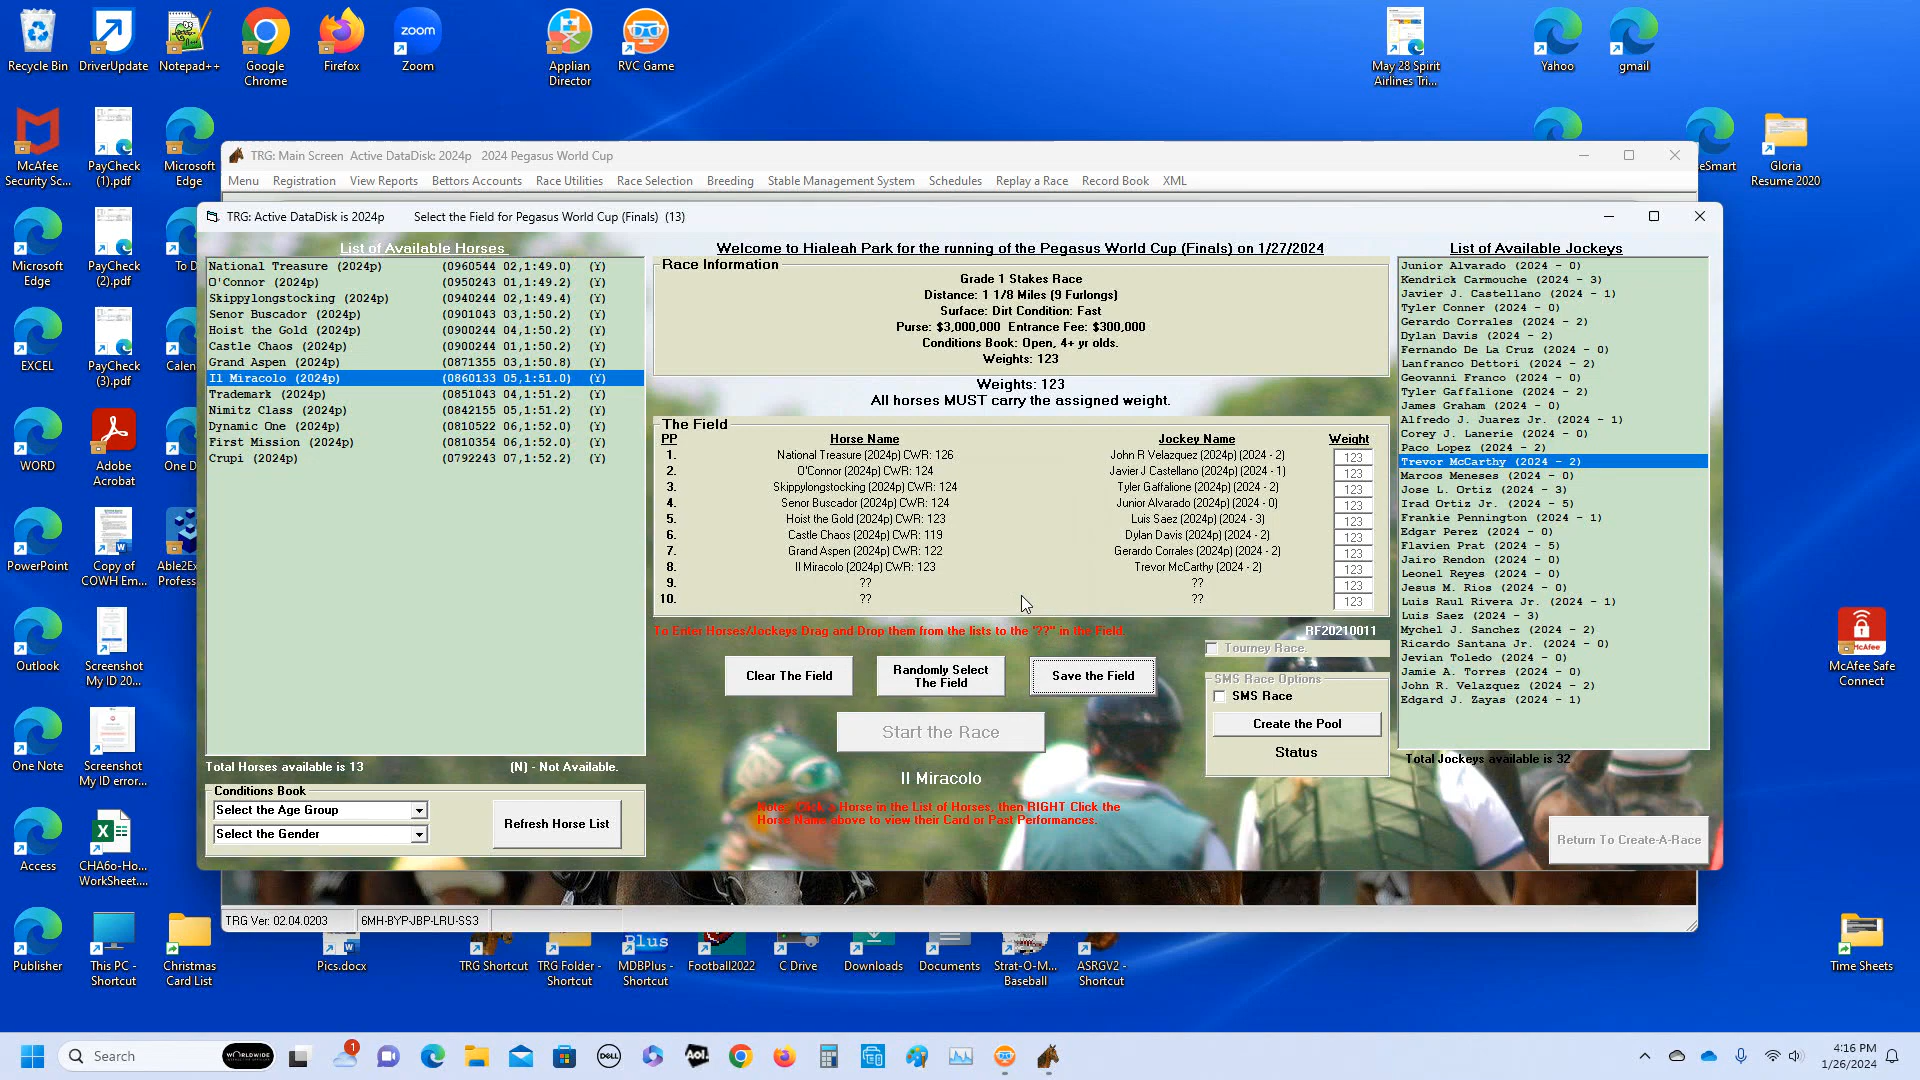 Recycle Bin
DriverUpdate
Notepad++
Google Chrome
Firefox
zoom
Zoom
Applian Director
RVC Game
May 28 Spirit Airlines Tri...
Yahoo
gmail
McAfee Security Sc...
PayCheck (1).pdf
Microsoft Edge
eSmart
Gloria Resume 2020
TRG: Main Screen  Active DataDisk: 2024p   2024 Pegasus World Cup
Menu  Registration  View Reports  Bettors Accounts  Race Utilities  Race Selection  Breeding  Stable Management System  Schedules  Replay a Race  Record Book  XML
TRG: Active DataDisk is 2024p   Select the Field for Pegasus World Cup (Finals)  (13)
List of Available Horses
National Treasure (2024p) (0960544 02,1:49.0) (Y)
O'Connor (2024p) (0950243 01,1:49.2) (Y)
Skippylongstocking (2024p) (0940244 02,1:49.4) (Y)
Senor Buscador (2024p) (0901043 03,1:50.2) (Y)
Hoist the Gold (2024p) (0900244 04,1:50.2) (Y)
Castle Chaos (2024p) (0900244 01,1:50.2) (Y)
Grand Aspen (2024p) (0871355 03,1:50.8) (Y)
Il Miracolo (2024p) (0860133 05,1:51.0) (Y)
Trademark (2024p) (0851043 04,1:51.2) (Y)
Nimitz Class (2024p) (0842155 05,1:51.2) (Y)
Dynamic One (2024p) (0810522 06,1:52.0) (Y)
First Mission (2024p) (0810354 06,1:52.0) (Y)
Crupi (2024p) (0792243 07,1:52.2) (Y)
Total Horses available is 13
(N) - Not Available.
Conditions Book
Select the Age Group
Select the Gender
Refresh Horse List
Welcome to Hialeah Park for the running of the Pegasus World Cup (Finals) on 1/27/2024
Race Information
Grade 1 Stakes Race
Distance: 1 1/8 Miles (9 Furlongs)
Surface: Dirt Condition: Fast
Purse: $3,000,000  Entrance Fee: $300,000
Conditions Book: Open, 4+ yr olds.
Weights: 123
Weights: 123
All horses MUST carry the assigned weight.
The Field
PP  Horse Name  Jockey Name  Weight
1. National Treasure (2024p) CWR: 126  John R Velazquez (2024p) (2024 - 2)  123
2. O'Connor (2024p) CWR: 124  Javier J Castellano (2024p) (2024 - 1)  123
3. Skippylongstocking (2024p) CWR: 124  Tyler Gaffalione (2024p) (2024 - 2)  123
4. Senor Buscador (2024p) CWR: 124  Junior Alvarado (2024p) (2024 - 0)  123
5. Hoist the Gold (2024p) CWR: 123  Luis Saez (2024p) (2024 - 3)  123
6. Castle Chaos (2024p) CWR: 119  Dylan Davis (2024p) (2024 - 2)  123
7. Grand Aspen (2024p) CWR: 122  Gerardo Corrales (2024p) (2024 - 2)  123
8. Il Miracolo (2024p) CWR: 123  Trevor McCarthy (2024 - 2)  123
9. ??  ??  123
10. ??  ??  123
To Enter Horses/Jockeys Drag and Drop them from the lists to the "??" in the Field.
RF20210011
Clear The Field
Randomly Select The Field
Save the Field
Start the Race
Il Miracolo
Note: Click a Horse in the List of Horses, then RIGHT Click the
Horse Name above to view their Card or Past Performances.
Tourney Race.
SMS Race Options
SMS Race
Create the Pool
Status
List of Available Jockeys
Junior Alvarado (2024 - 0)
Kendrick Carmouche (2024 - 3)
Javier J. Castellano (2024 - 1)
Tyler Conner (2024 - 0)
Gerardo Corrales (2024 - 2)
Dylan Davis (2024 - 2)
Fernando De La Cruz (2024 - 0)
Lanfranco Dettori (2024 - 2)
Geovanni Franco (2024 - 0)
Tyler Gaffalione (2024 - 2)
James Graham (2024 - 0)
Alfredo J. Juarez Jr. (2024 - 1)
Corey J. Lanerie (2024 - 0)
Paco Lopez (2024 - 2)
Trevor McCarthy (2024 - 2)
Marcos Meneses (2024 - 0)
Jose L. Ortiz (2024 - 3)
Irad Ortiz Jr. (2024 - 5)
Frankie Pennington (2024 - 1)
Edgar Perez (2024 - 0)
Flavien Prat (2024 - 5)
Jairo Rendon (2024 - 0)
Leonel Reyes (2024 - 0)
Jesus M. Rios (2024 - 0)
Luis Raul Rivera Jr. (2024 - 1)
Luis Saez (2024 - 3)
Mychel J. Sanchez (2024 - 2)
Ricardo Santana Jr. (2024 - 0)
Jevian Toledo (2024 - 0)
Jamie A. Torres (2024 - 0)
John R. Velazquez (2024 - 2)
Edgard J. Zayas (2024 - 1)
Total Jockeys available is 32
Return To Create-A-Race
TRG Ver: 02.04.0203
6MH-BYP-JBP-LRU-SS3
Microsoft Edge
PayCheck (2).pdf
To D
EXCEL
PayCheck (3).pdf
Calen
WORD
Adobe Acrobat
One D
PowerPoint
Copy of COWH Em...
Able2Ex Profess
Outlook
Screenshot My ID 20...
McAfee
McAfee Safe Connect
One Note
Screenshot My ID error...
Access
CHA6o-Ho... WorkSheet....
Publisher
This PC - Shortcut
Christmas Card List
Pics.docx
TRG Shortcut
TRG Folder - Shortcut
Plus
MDBPlus - Shortcut
Football2022
C Drive
Downloads
Documents
Strat-O-M... Baseball
ASRGV2 - Shortcut
Time Sheets
Search
WORLDWIDE
1
DELL
Aol.
4:16 PM
1/26/2024